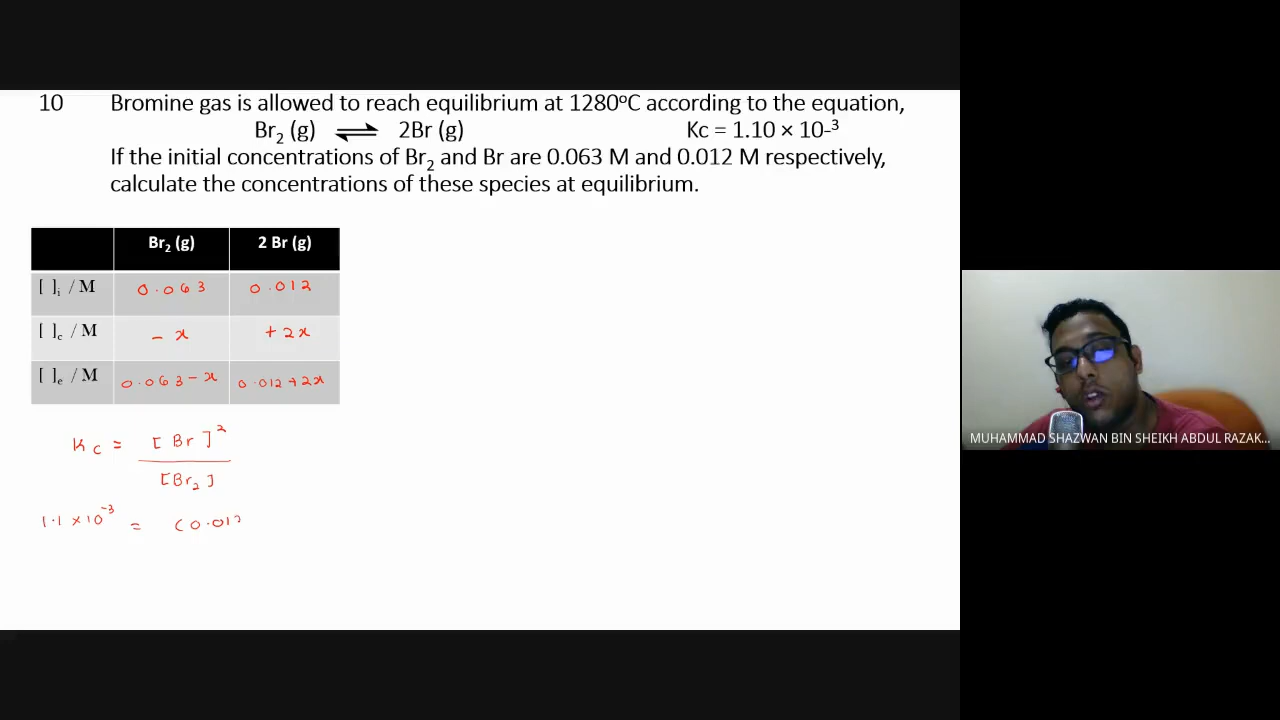 10 Bromine gas is allowed to reach equilibrium at 1280°C according to the equation,
Br₂ (g) ⇌ 2Br (g) Kc = 1.10 × 10⁻³
If the initial concentrations of Br₂ and Br are 0.063 M and 0.012 M respectively,
calculate the concentrations of these species at equilibrium.
Br₂ (g) 2 Br (g)
[ ]ᵢ / M 0.063 0.012
[ ]c / M - x + 2x
[ ]ₑ / M 0.063 - x 0.012 + 2x
Kc = [Br]²
[Br₂]
1.1 × 10⁻³ = (0.012
MUHAMMAD SHAZWAN BIN SHEIKH ABDUL RAZAK...